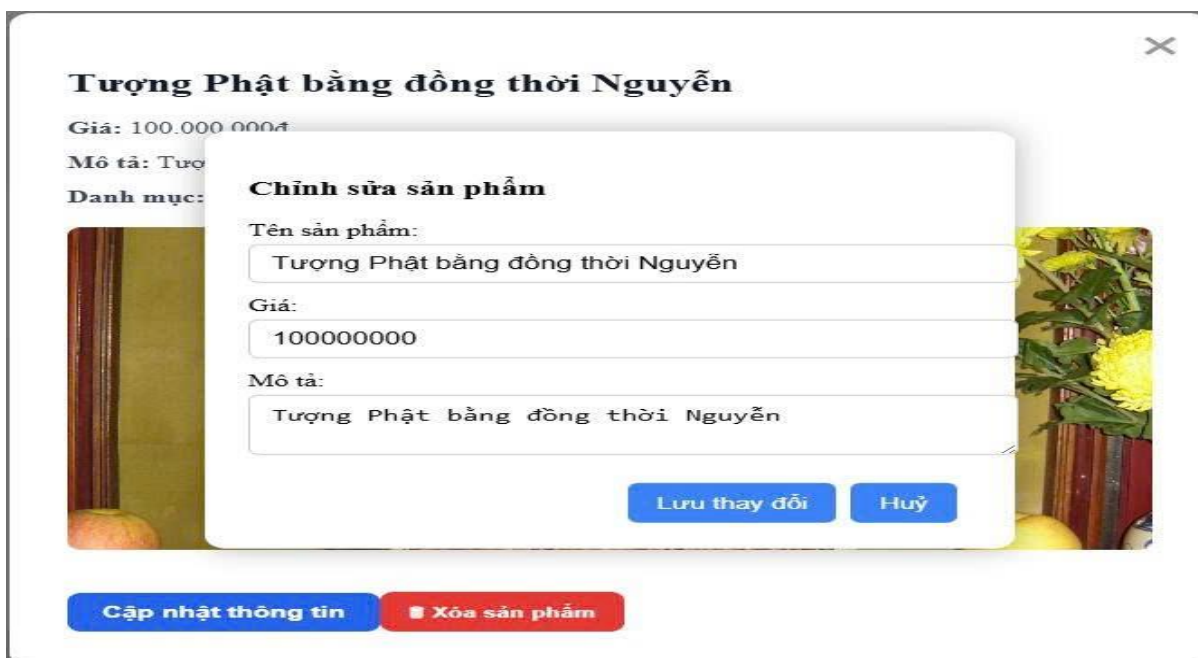 Tượng Phật bằng đồng thời Nguyễn
Giá: 100.000.000đ
Mô tả:
Danh mục:
Chỉnh sửa sản phẩm
Tên sản phẩm:
Tượng Phật bằng đồng thời Nguyễn
Giá:
100000000
Mô tả:
Tượng Phật bằng đồng thời Nguyễn
Lưu thay đổi Huỷ
Cập nhật thông tin Xóa sản phẩm